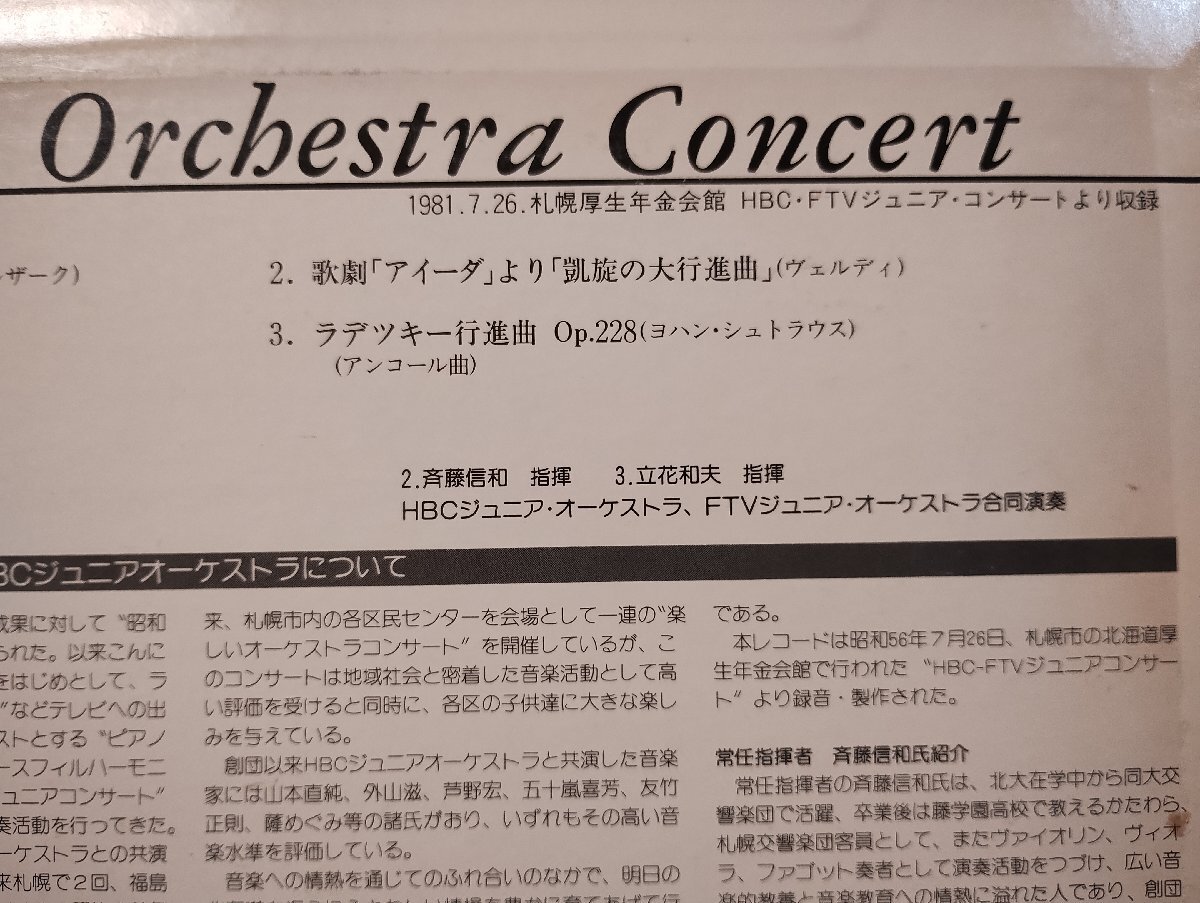 Orchestra Concert
1981.7.26.札幌厚生年金会館 HBC・FTVジュニア・コンサートより収録
ザーク)
2. 歌劇「アイーダ」より「凱旋の大行進曲」(ヴェルディ)
3. ラデツキー行進曲 Op.228(ヨハン・シュトラウス)
(アンコール曲)
2.斉藤信和 指揮 3.立花和夫 指揮
HBCジュニア・オーケストラ、FTVジュニア・オーケストラ合同演奏
BCジュニアオーケストラについて
成果に対して〝昭和
られた。以来こんに
をはじめとして、ラ
〟などテレビへの出
ストとする〝ピアノ
ースフィルハーモニ
ュニアコンサート〟
奏活動を行ってきた。
ーケストラとの共演
来札幌で2回、福島
来、札幌市内の各区民センターを会場として一連の〝楽
しいオーケストラコンサート〟を開催しているが、こ
のコンサートは地域社会と密着した音楽活動として高
い評価を受けると同時に、各区の子供達に大きな楽し
みを与えている。
創団以来HBCジュニアオーケストラと共演した音楽
家には山本直純、外山滋、芦野宏、五十嵐喜芳、友竹
正則、薩めぐみ等の諸氏がおり、いずれもその高い音
楽水準を評価している。
音楽への情熱を通じてのふれ合いのなかで、明日の
である。
本レコードは昭和56年7月26日、札幌市の北海道厚
生年金会館で行われた〝HBC-FTVジュニアコンサー
ト〟より録音・製作された。
常任指揮者 斉藤信和氏紹介
常任指揮者の斉藤信和氏は、北大在学中から同大交
響楽団で活躍、卒業後は藤学園高校で教えるかたわら、
札幌交響楽団客員として、またヴァイオリン、ヴィオ
ラ、ファゴット奏者として演奏活動をつづけ、広い音
楽的教養と音楽教育への情熱に溢れた人であり、創団